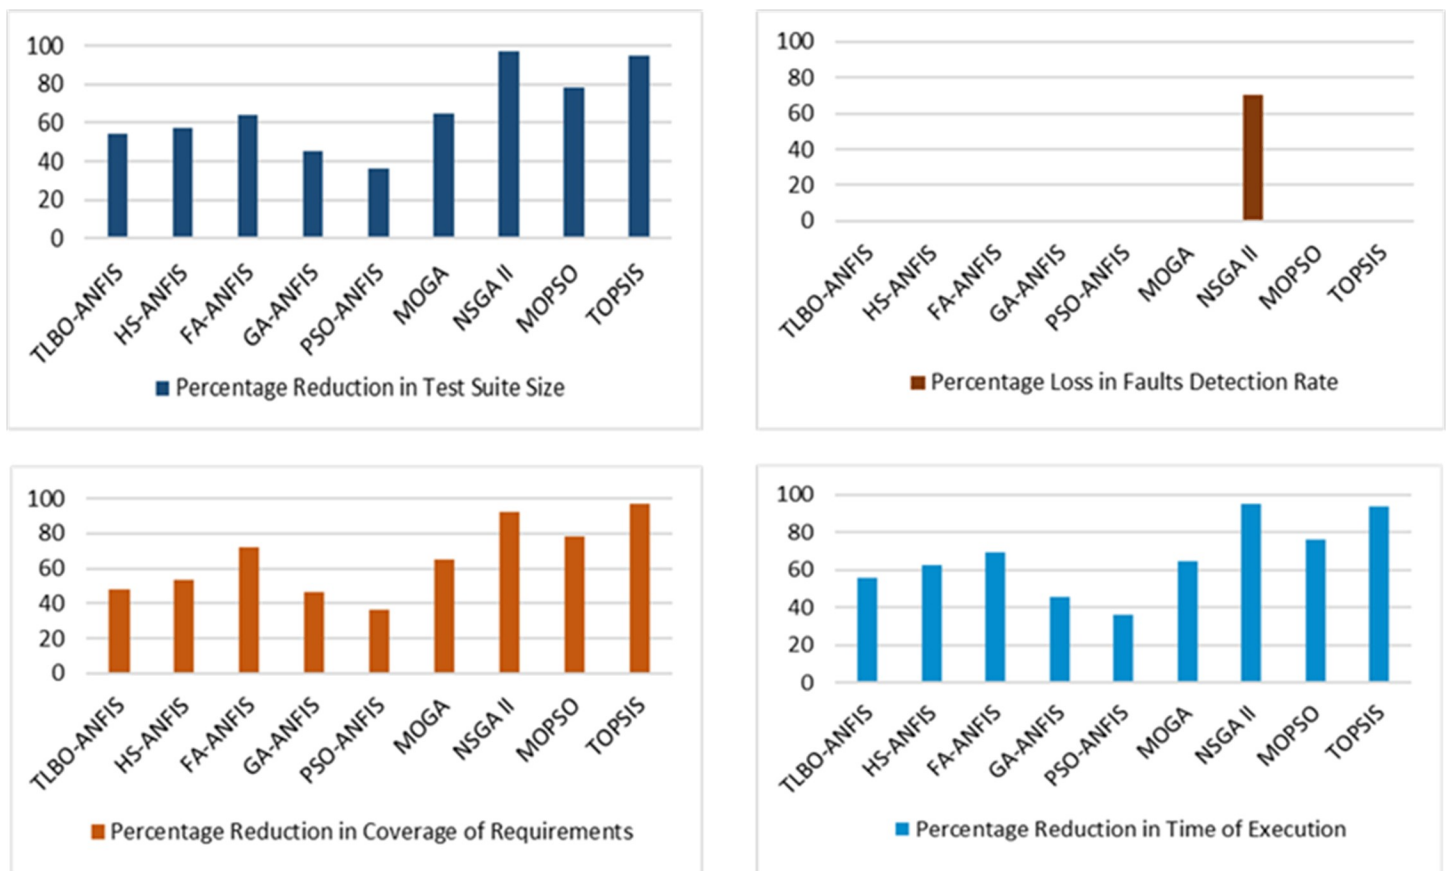 100
80
60
40
20
0
TLBO-ANFIS
HS-ANFIS
FA-ANFIS
GA-ANFIS
PSO-ANFIS
MOGA
NSGA II
MOPSO
TOPSIS
Percentage Reduction in Test Suite Size
100
80
60
40
20
0
TLBO-ANFIS
HS-ANFIS
FA-ANFIS
GA-ANFIS
PSO-ANFIS
MOGA
NSGA II
MOPSO
TOPSIS
Percentage Loss in Faults Detection Rate
100
80
60
40
20
0
TLBO-ANFIS
HS-ANFIS
FA-ANFIS
GA-ANFIS
PSO-ANFIS
MOGA
NSGA II
MOPSO
TOPSIS
Percentage Reduction in Coverage of Requirements
100
80
60
40
20
0
TLBO-ANFIS
HS-ANFIS
FA-ANFIS
GA-ANFIS
PSO-ANFIS
MOGA
NSGA II
MOPSO
TOPSIS
Percentage Reduction in Time of Execution